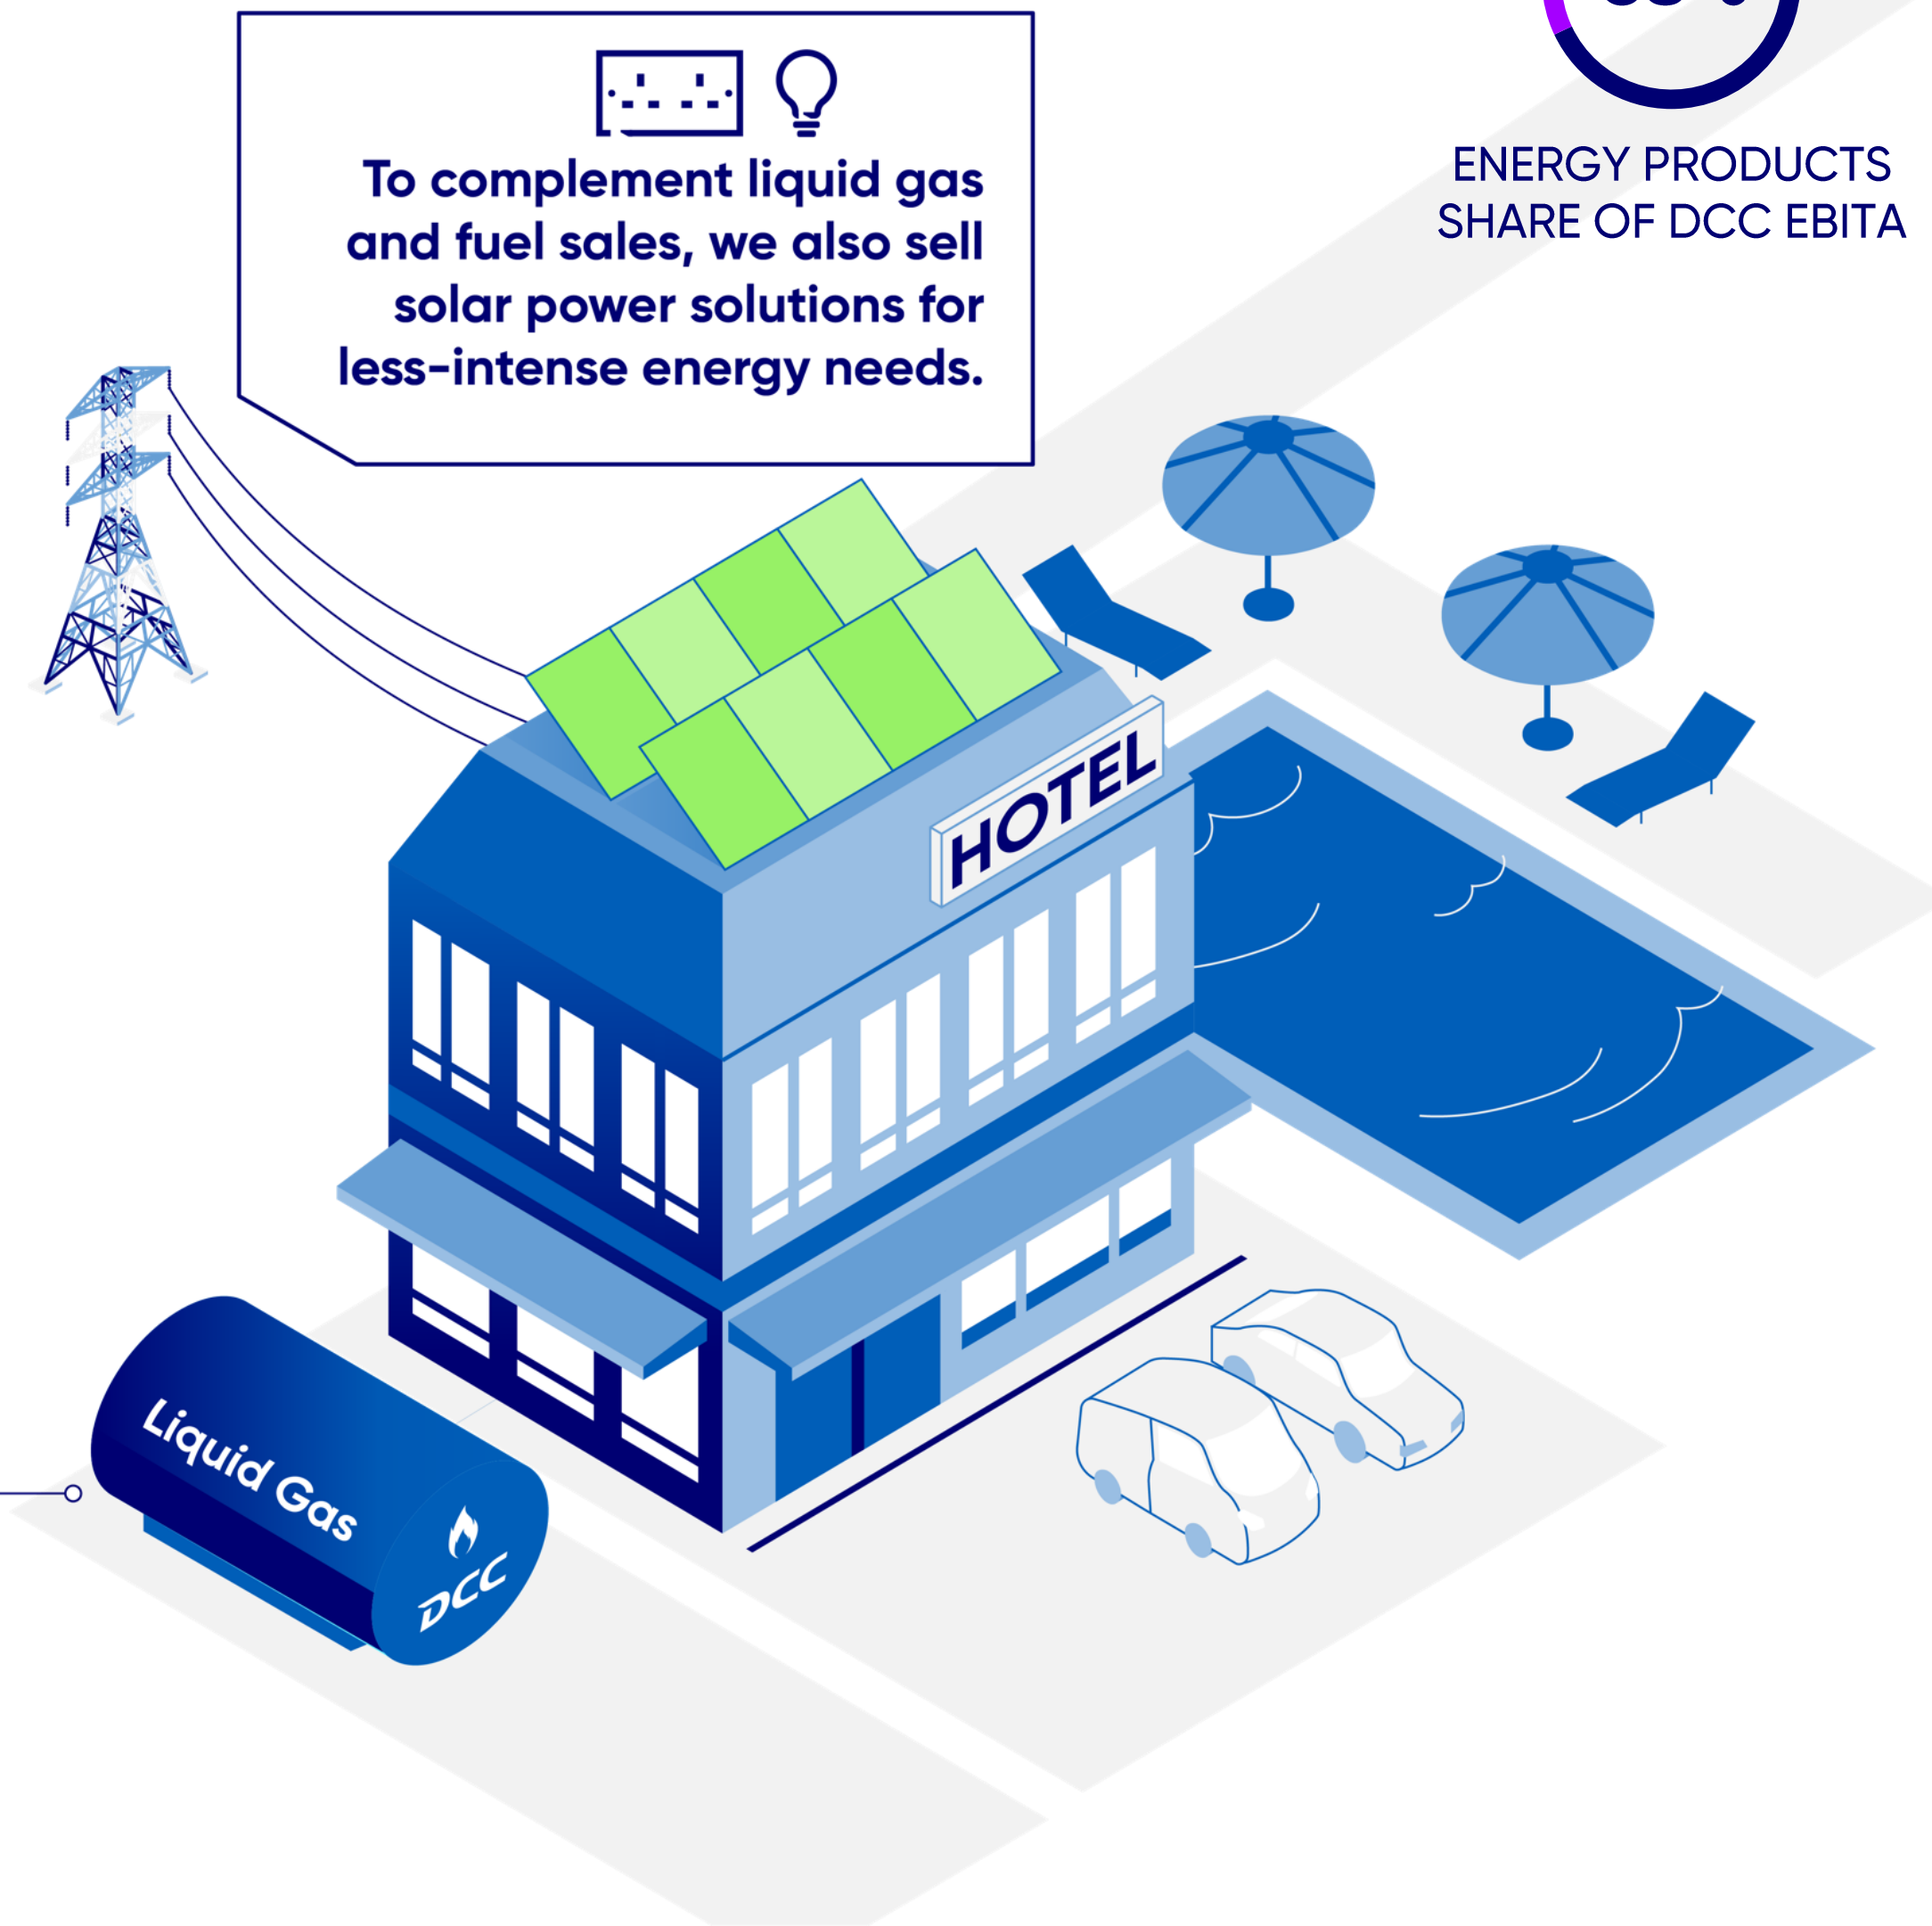 To complement liquid gas
and fuel sales, we also sell
solar power solutions for
less-intense energy needs.
ENERGY PRODUCTS
SHARE OF DCC EBITA
HOTEL
Liquid Gas
DCC